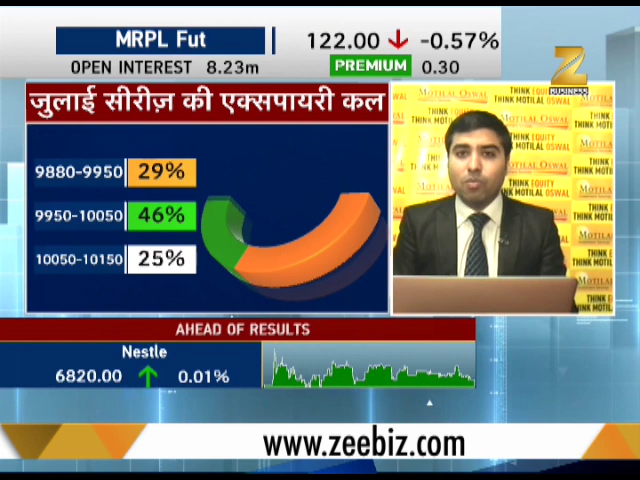 MRPL Fut
122.00 -0.57%
OPEN INTEREST 8.23m
PREMIUM 0.30
Z
BUSINESS
जुलाई सीरीज़ की एक्सपायरी कल
9880-9950 29%
9950-10050 46%
10050-10150 25%
MOTILAL OSWAL
THINK EQUITY
THINK MOTILAL OSWAL
AHEAD OF RESULTS
Nestle
6820.00 0.01%
www.zeebiz.com